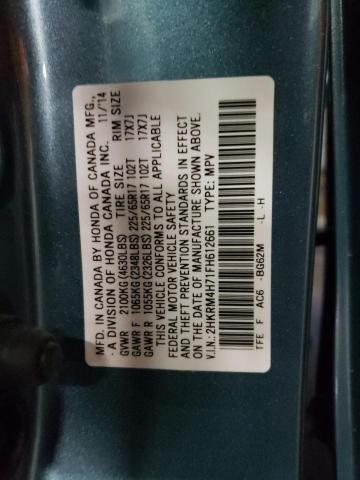 MFD. IN CANADA BY HONDA OF CANADA MFG.,
- A DIVISION OF HONDA CANADA INC. 11/'14
GVWR 2100KG(4630LBS) TIRE SIZE RIM SIZE
GAWR F 1065KG(2348LBS) 225/65R17 102T 17X7J
GAWR R 1055KG(2326LBS) 225/65R17 102T 17X7J
THIS VEHICLE CONFORMS TO ALL APPLICABLE
FEDERAL MOTOR VEHICLE SAFETY
AND THEFT PREVENTION STANDARDS IN EFFECT
ON THE DATE OF MANUFACTURE SHOWN ABOVE.
V.I.N.: 2HKRM4H71FH612661 TYPE: MPV
TFE F AC6 -BG62M -L -H